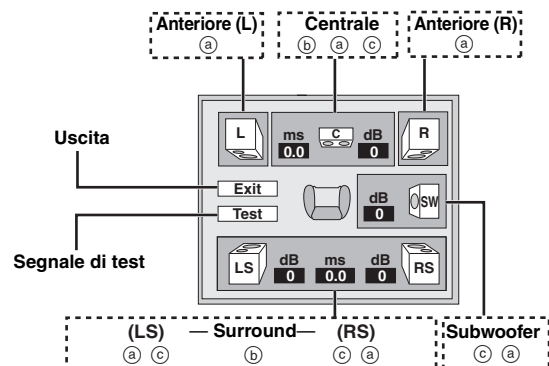 Anteriore (L) Centrale Anteriore (R)
ⓐ ⓑ ⓐ ⓒ ⓐ
L ms C dB R
0.0 0
Uscita
Exit
dB SW
0
Test
Segnale di test
LS dB ms dB RS
0 0.0 0
(LS) — Surround — (RS) Subwoofer
ⓐ ⓒ ⓑ ⓒ ⓐ ⓒ ⓐ